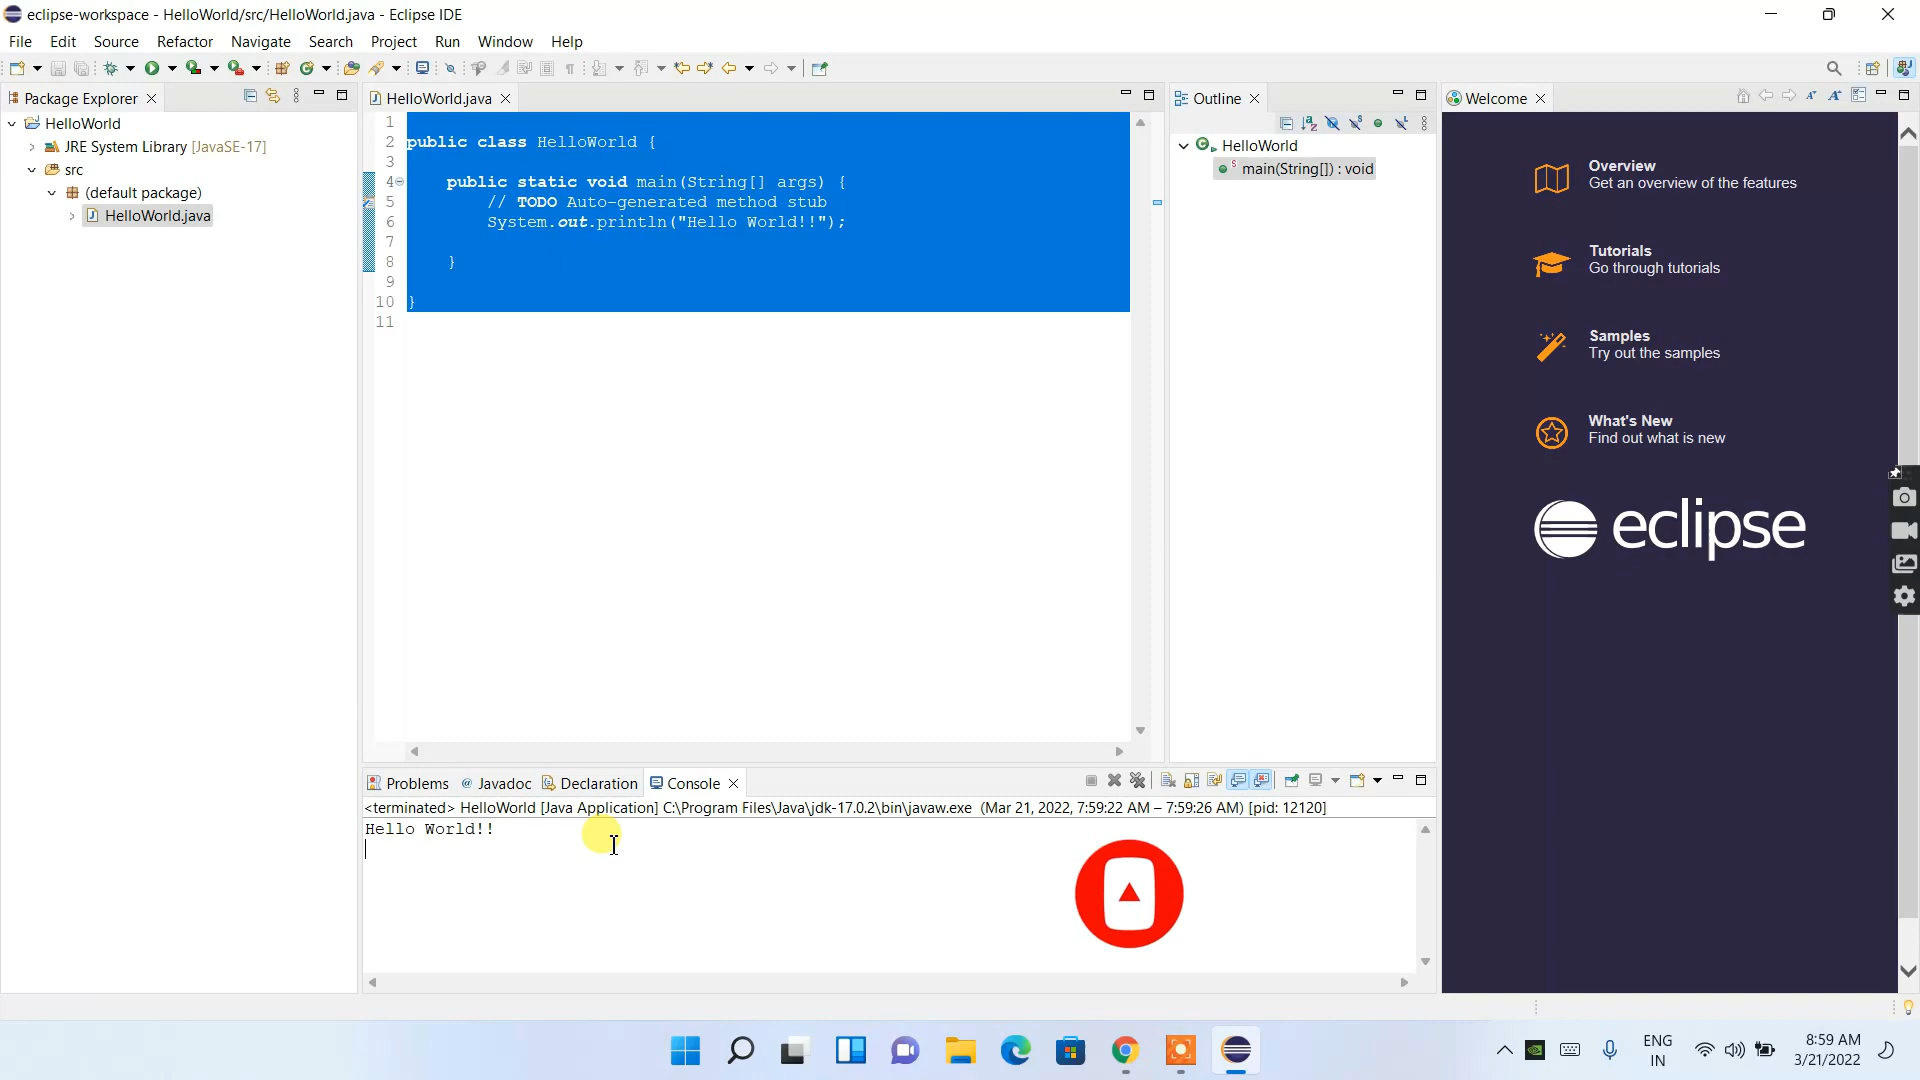 eclipse-workspace - HelloWorld/src/HelloWorld.java - Eclipse IDE
File Edit Source Refactor Navigate Search Project Run Window Help
Package Explorer
HelloWorld
JRE System Library [JavaSE-17]
src
(default package)
HelloWorld.java
HelloWorld.java
1
2 public class HelloWorld {
3
4 public static void main(String[] args) {
5 // TODO Auto-generated method stub
6 System.out.println("Hello World!!");
7
8 }
9
10 }
11
Outline
HelloWorld
main(String[]) : void
Welcome
Overview
Get an overview of the features
Tutorials
Go through tutorials
Samples
Try out the samples
What's New
Find out what is new
eclipse
Problems Javadoc Declaration Console
<terminated> HelloWorld [Java Application] C:\Program Files\Java\jdk-17.0.2\bin\javaw.exe (Mar 21, 2022, 7:59:22 AM – 7:59:26 AM) [pid: 12120]
Hello World!!
ENG
IN
8:59 AM
3/21/2022